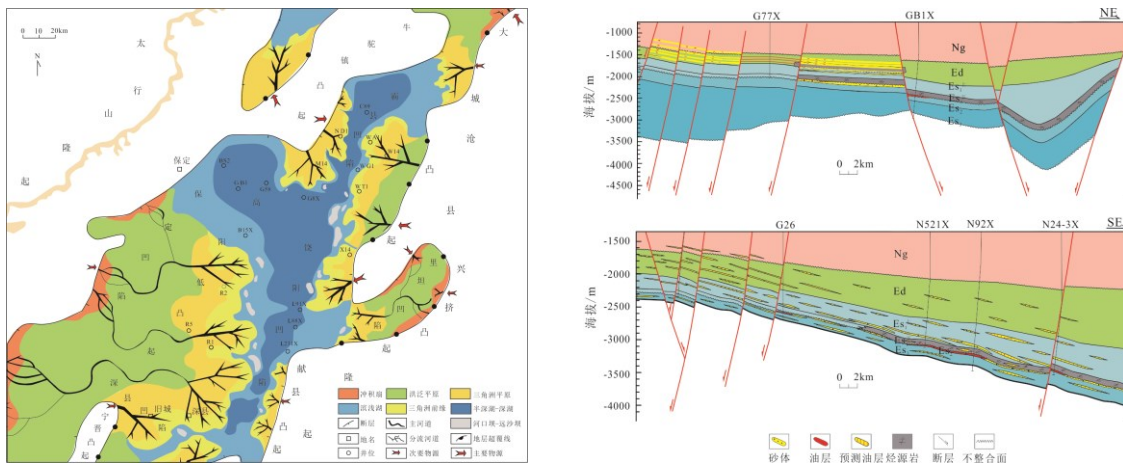 0 10 20km
N
太
行
山
隆
起
保定
牛
驼
镇
凸
起
大
城
凸
起
沧
县
隆
起
献
县
凸
起
里
坦
凹
陷
兴
济
凸
起
保
定
凹
陷
高
阳
低
凸
起
饶
阳
凹
陷
深
县
凹
陷
宁
晋
凸
起
旧城
深县
冲积扇
洪泛平原
三角洲平原
滨浅湖
三角洲前缘
半深湖-深湖
断层
主河道
河口坝-远沙坝
地名
分流河道
地层超覆线
井位
次要物源
主要物源
G77X
GB1X
NE
海拔/m
-1000
-1500
-2000
-2500
-3000
-3500
-4000
-4500
Ng
Ed
0 2km
G26
N521X
N92X
N24-3X
SE
海拔/m
-1500
-2000
-2500
-3000
-3500
-4000
Ng
Ed
0 2km
砂体
油层
预测油层
烃源岩
断层
不整合面